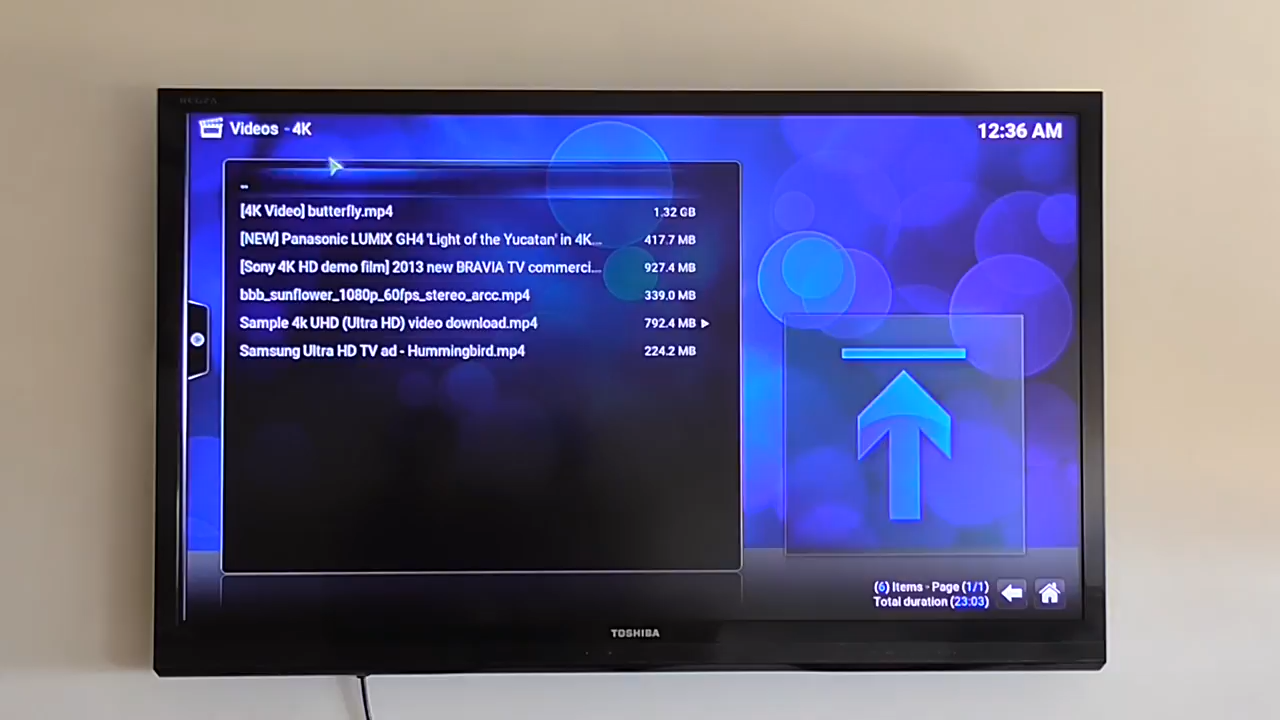 REGZA
Videos - 4K
12:36 AM
..
[4K Video] butterfly.mp4 1.32 GB
[NEW] Panasonic LUMIX GH4 'Light of the Yucatan' in 4K... 417.7 MB
[Sony 4K HD demo film] 2013 new BRAVIA TV commerci... 927.4 MB
bbb_sunflower_1080p_60fps_stereo_arcc.mp4 339.0 MB
Sample 4k UHD (Ultra HD) video download.mp4 792.4 MB
Samsung Ultra HD TV ad - Hummingbird.mp4 224.2 MB
(6) Items - Page (1/1)
Total duration (23:03)
TOSHIBA